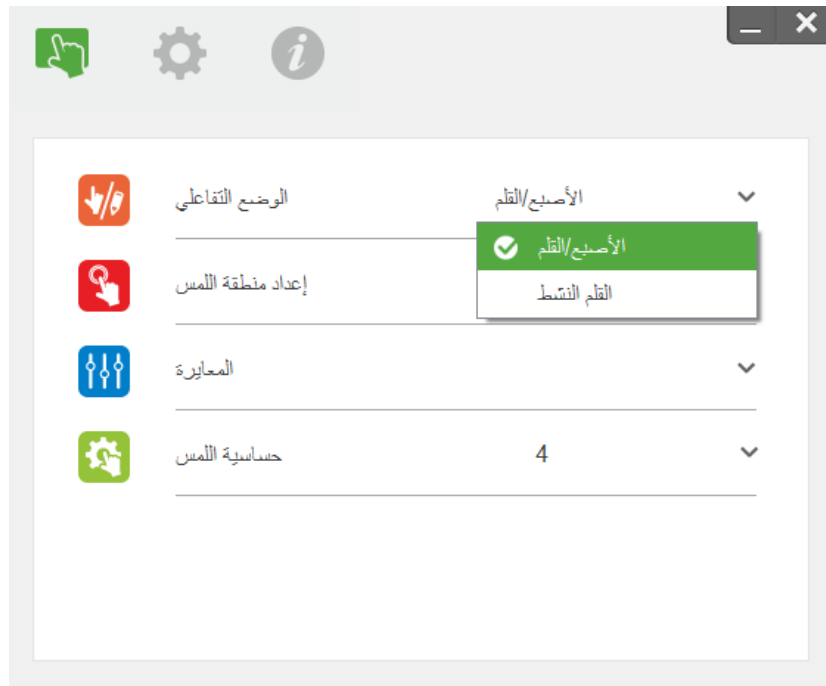 الوضع التفاعلي
الأصبع/القلم
الأصبع/القلم
القلم النشط
إعداد منطقة اللمس
المعايرة
حساسية اللمس
4